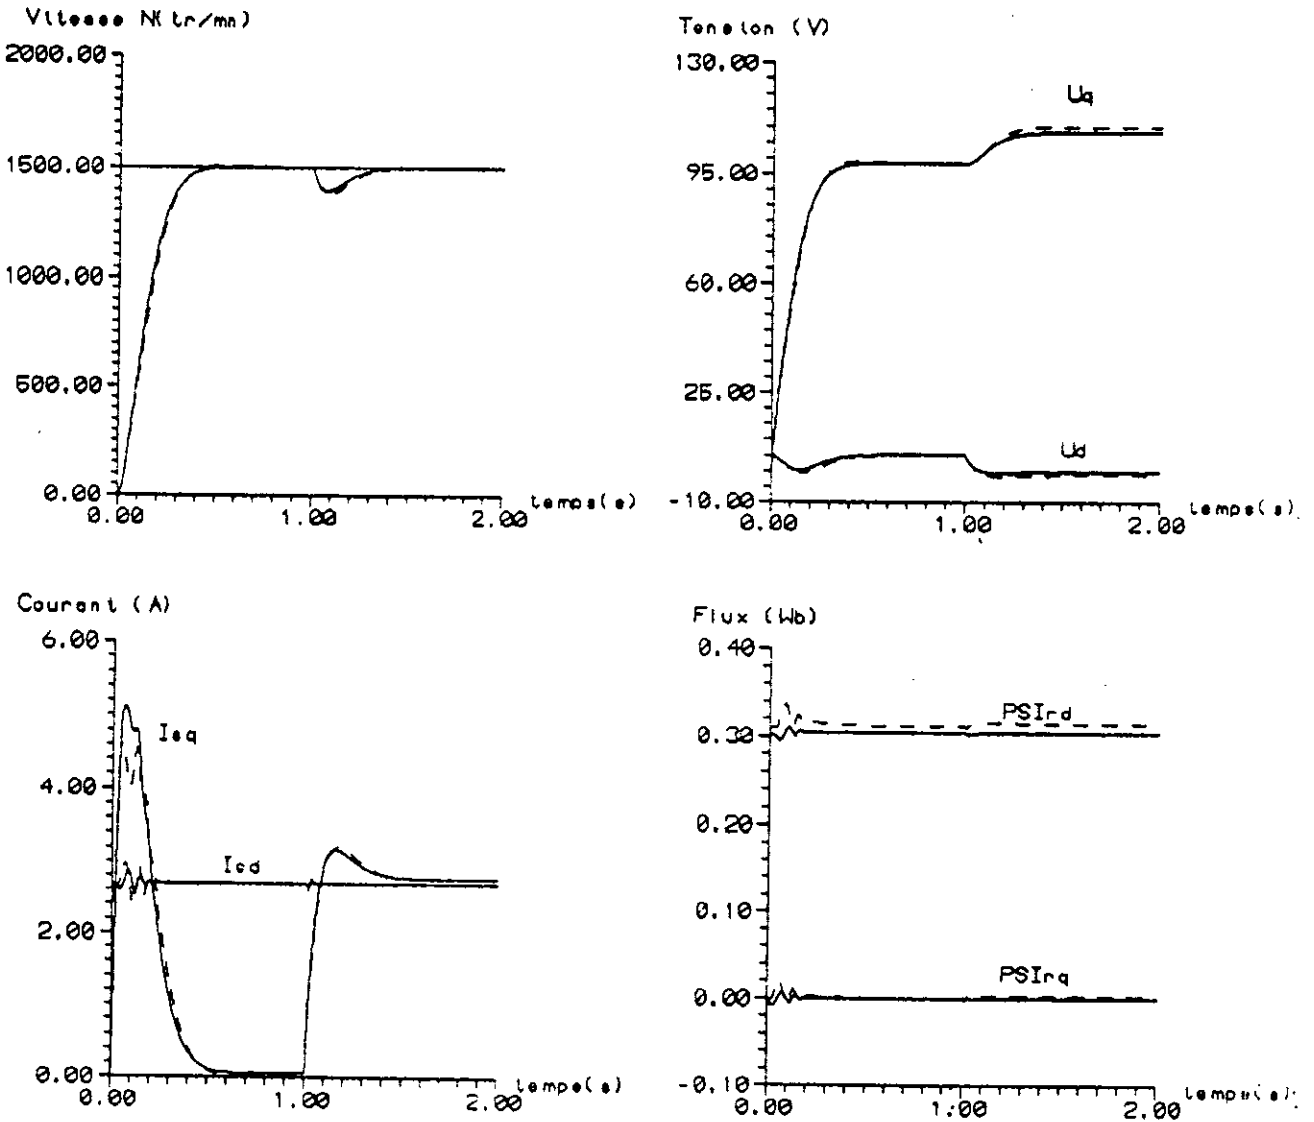 Vitesse N(tr/mn)
2000.00
1500.00
1000.00
500.00
0.00
0.00
1.00
2.00
temps(s)
Tension (V)
130.00
95.00
60.00
25.00
-10.00
Uq
Ud
0.00
1.00
2.00
temps(s)
Courant (A)
6.00
4.00
2.00
0.00
Isq
Isd
0.00
1.00
2.00
temps(s)
Flux (Wb)
0.40
0.30
0.20
0.10
0.00
-0.10
PSIrd
PSIrq
0.00
1.00
2.00
temps(s)